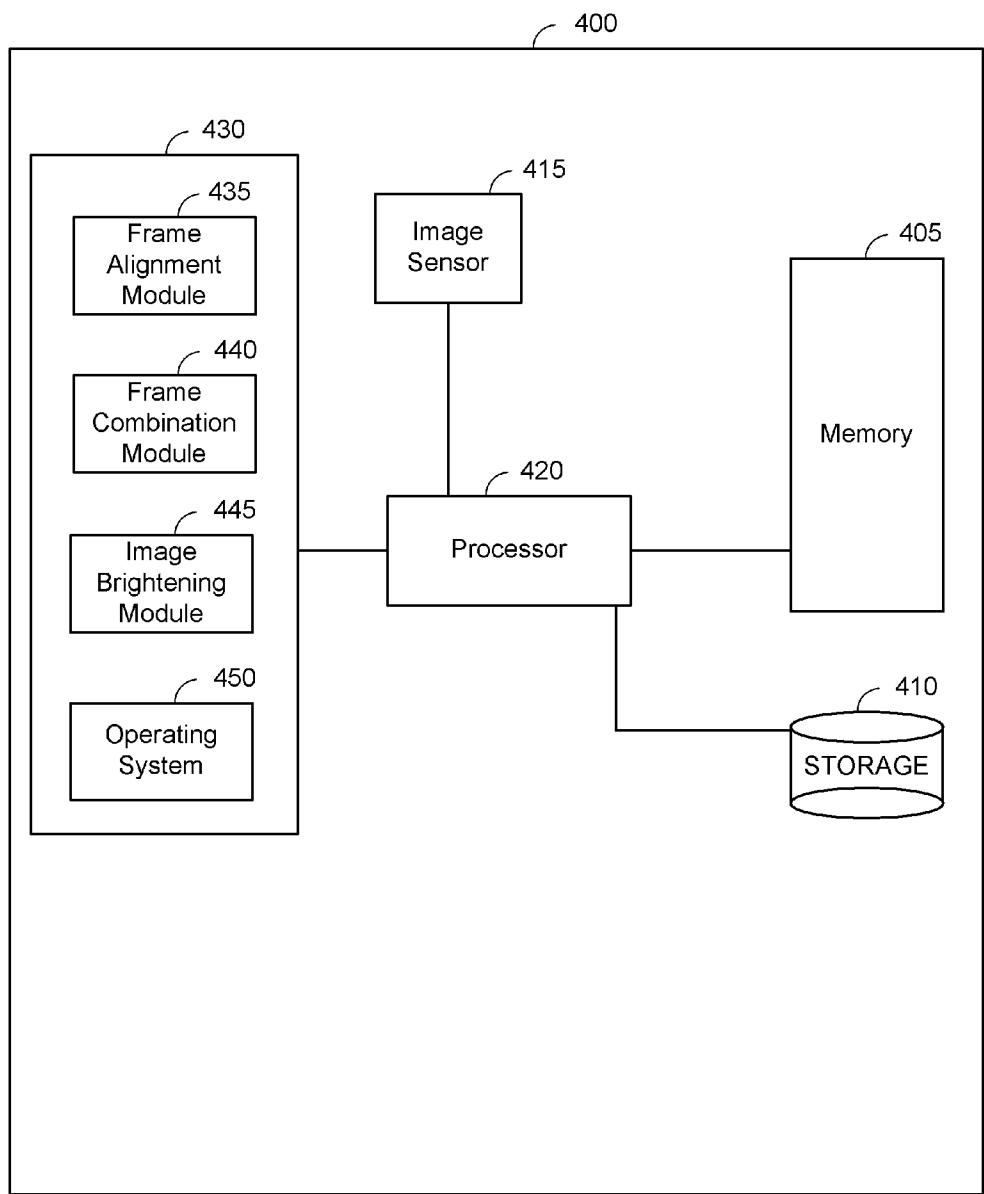 400
430
435
Frame
Alignment
Module
440
Frame
Combination
Module
445
Image
Brightening
Module
450
Operating
System
415
Image
Sensor
420
Processor
405
Memory
410
STORAGE